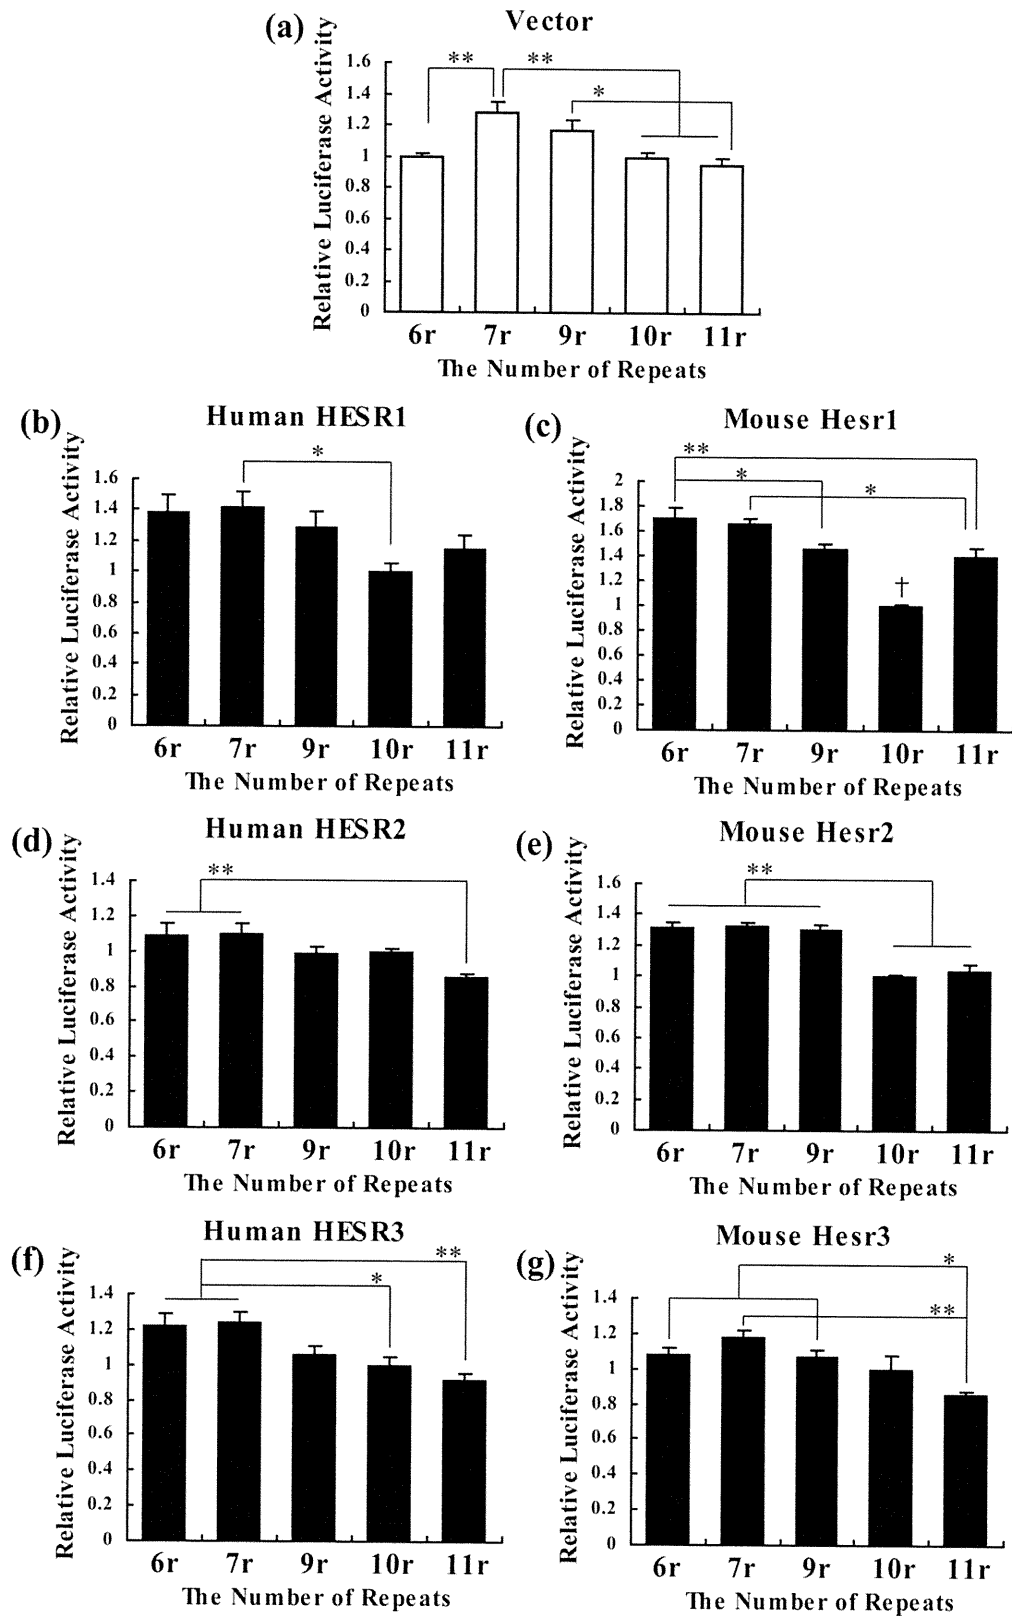 (a)
Vector
Relative Luciferase Activity
1.6
1.4
1.2
1
0.8
0.6
0.4
0.2
0
** ** *
6r 7r 9r 10r 11r
The Number of Repeats
(b)
Human HESR1
Relative Luciferase Activity
1.6
1.4
1.2
1
0.8
0.6
0.4
0.2
0
*
6r 7r 9r 10r 11r
The Number of Repeats
(c)
Mouse Hesr1
Relative Luciferase Activity
2
1.8
1.6
1.4
1.2
1
0.8
0.6
0.4
0.2
0
**
* *
†
6r 7r 9r 10r 11r
The Number of Repeats
(d)
Human HESR2
Relative Luciferase Activity
1.4
1.2
1
0.8
0.6
0.4
0.2
0
**
6r 7r 9r 10r 11r
The Number of Repeats
(e)
Mouse Hesr2
Relative Luciferase Activity
1.6
1.4
1.2
1
0.8
0.6
0.4
0.2
0
**
6r 7r 9r 10r 11r
The Number of Repeats
(f)
Human HESR3
Relative Luciferase Activity
1.4
1.2
1
0.8
0.6
0.4
0.2
0
**
*
6r 7r 9r 10r 11r
The Number of Repeats
(g)
Mouse Hesr3
Relative Luciferase Activity
1.4
1.2
1
0.8
0.6
0.4
0.2
0
*
**
6r 7r 9r 10r 11r
The Number of Repeats